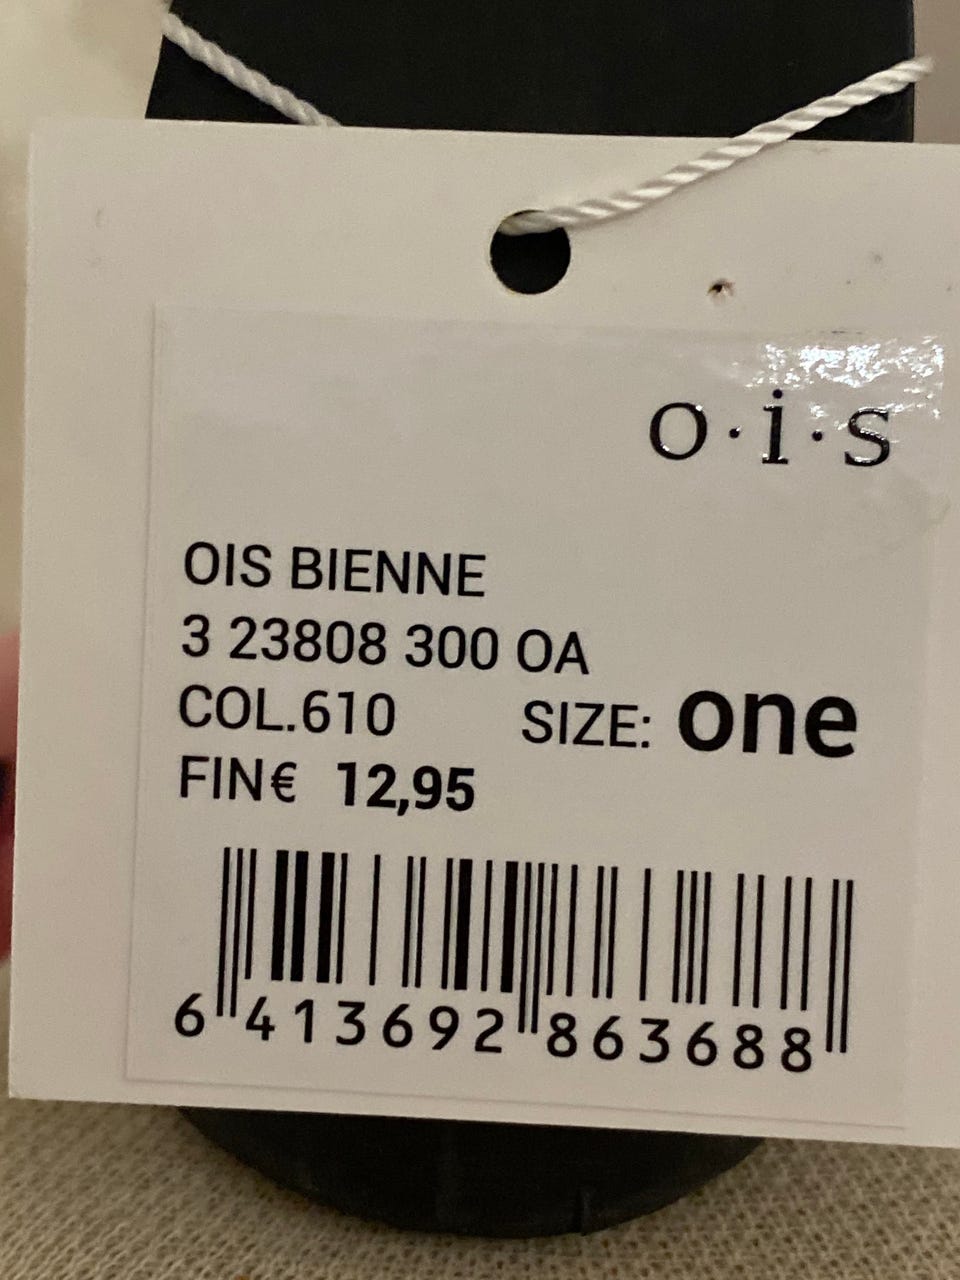 o·i·s
OIS BIENNE
3 23808 300 OA
COL.610 SIZE: one
FIN€ 12,95
6 413692 863688